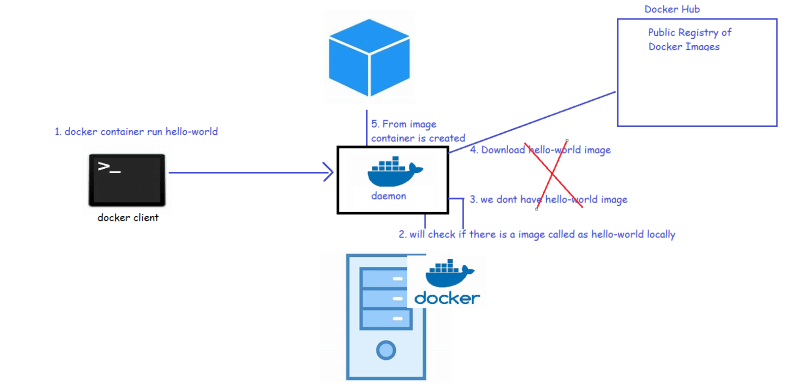 Docker Hub
Public Registry of
Docker Images
1. docker container run hello-world
5. From image
container is created
4. Download hello-world image
>_
daemon
3. we dont have hello-world image
docker client
2. will check if there is a image called as hello-world locally
docker